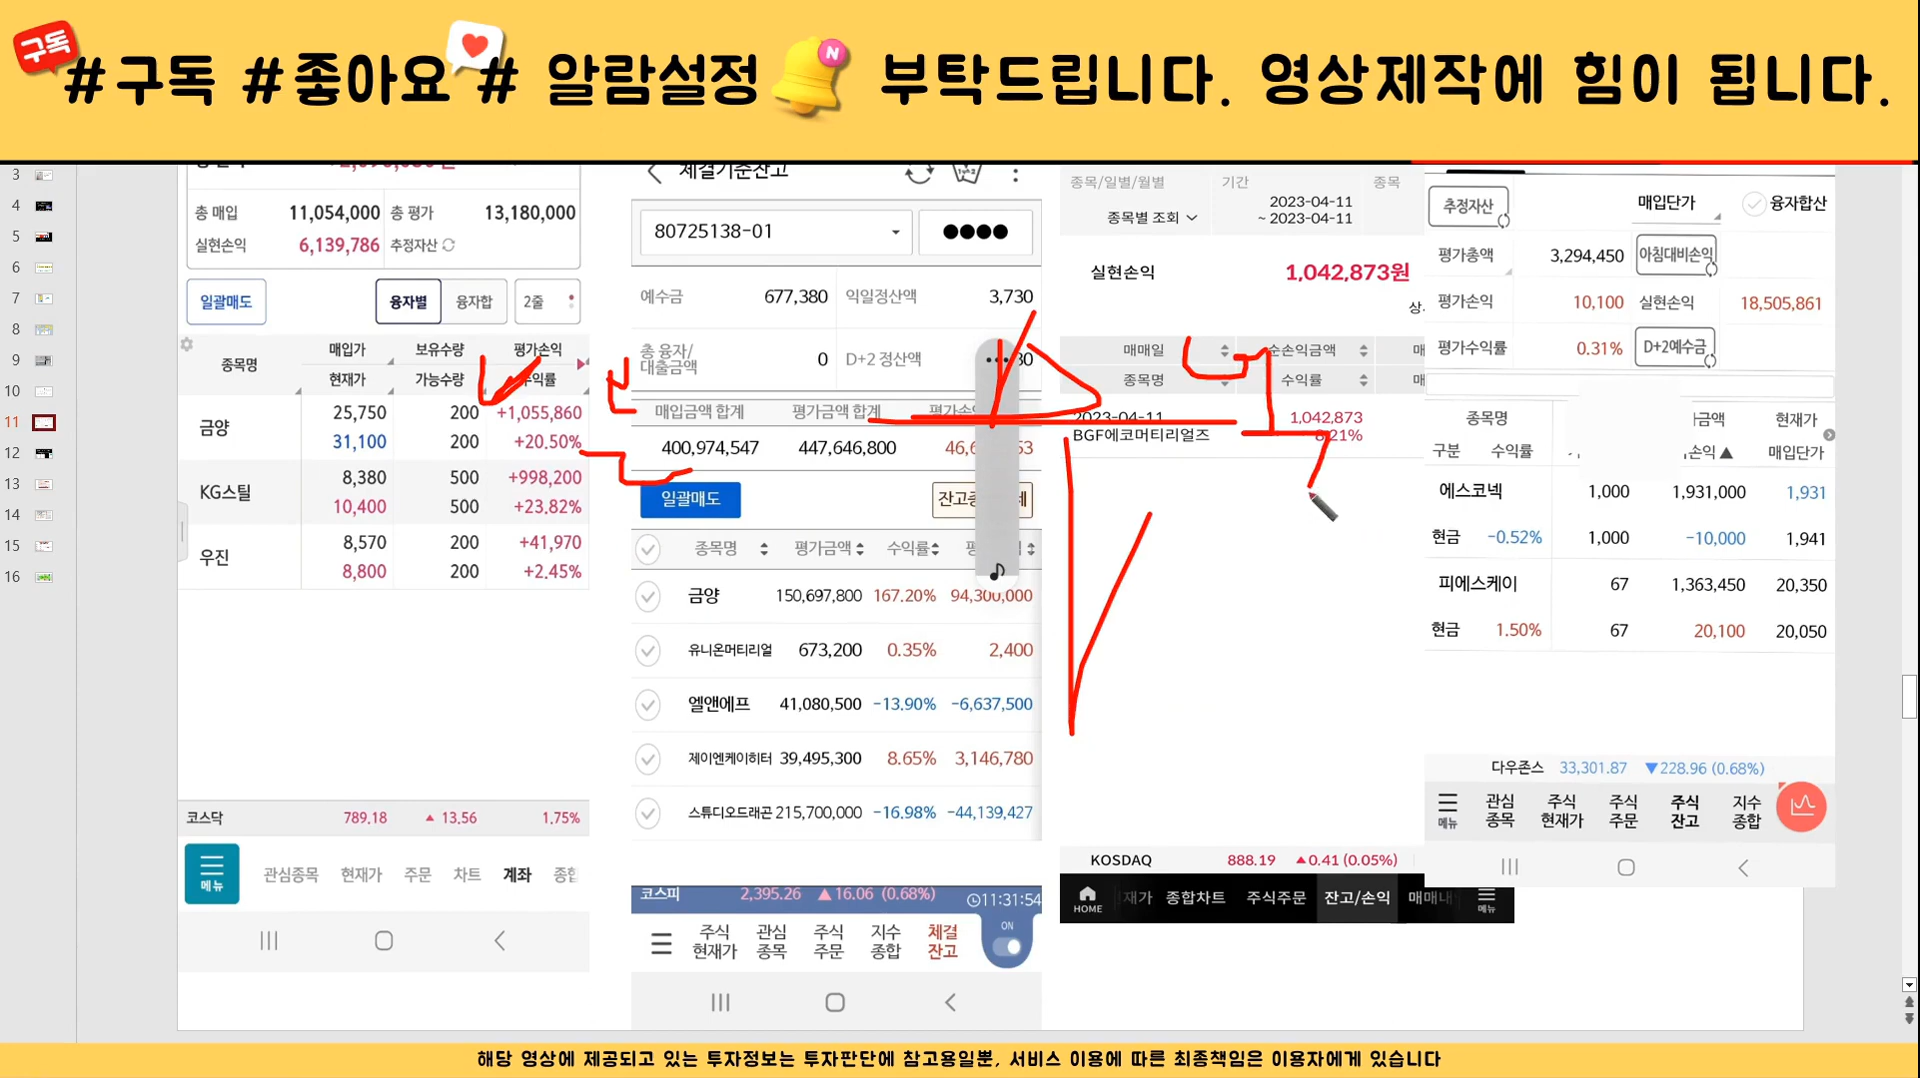 구독
#구독 #좋아요 # 알람설정 N 부탁드립니다. 영상제작에 힘이 됩니다.
3
4
5
6
7
8
9
10
11
12
13
14
15
16
총 매입 11,054,000 총 평가 13,180,000
실현손익 6,139,786 추정자산
일괄매도 융자별 융자합 2줄
종목명 매입가 보유수량 평가손익
현재가 가능수량
금양 25,750 200 +1,055,860
31,100 200 +20.50%
KG스틸 8,380 500 +998,200
10,400 500 +23.82%
우진 8,570 200 +41,970
8,800 200 +2.45%
코스닥 789.18 ▲ 13.56 1.75%
메뉴 관심종목 현재가 주문 차트 계좌 종합
체결기준잔고
80725138-01 ●●●●
예수금 677,380 익일정산액 3,730
총 융자/
대출금액 0 D+2 정산액
매입금액 합계 평가금액 합계
400,974,547 447,646,800
일괄매도
종목명 평가금액 수익률
금양 150,697,800 167.20% 94,300,000
유니온머티리얼 673,200 0.35% 2,400
엘앤에프 41,080,500 -13.90% -6,637,500
제이엔케이히터 39,495,300 8.65% 3,146,780
스튜디오드래곤 215,700,000 -16.98% -44,139,427
코스피 2,395.26 ▲ 16.06 (0.68%) 11:31:54
주식현재가 관심종목 주식주문 지수종합 체결잔고 ON
종목/일별/월별 기간 종목
종목별 조회 2023-04-11
~ 2023-04-11
실현손익 1,042,873원
매매일 순손익금액
종목명 수익률
2023-04-11 1,042,873
BGF에코머티리얼즈 8.21%
KOSDAQ 888.19 ▲0.41 (0.05%)
HOME 종합차트 주식주문 잔고/손익 메뉴
추정자산 매입단가 융자합산
평가총액 3,294,450 아침대비손익
평가손익 10,100 실현손익 18,505,861
평가수익률 0.31% D+2예수금
종목명 현재가
구분 수익률 매입단가
에스코넥 1,000 1,931,000 1,931
현금 -0.52% 1,000 -10,000 1,941
피에스케이 67 1,363,450 20,350
현금 1.50% 67 20,100 20,050
다우존스 33,301.87 ▼228.96 (0.68%)
메뉴 관심종목 주식현재가 주식주문 주식잔고 지수종합
해당 영상에 제공되고 있는 투자정보는 투자판단에 참고용일뿐, 서비스 이용에 따른 최종책임은 이용자에게 있습니다